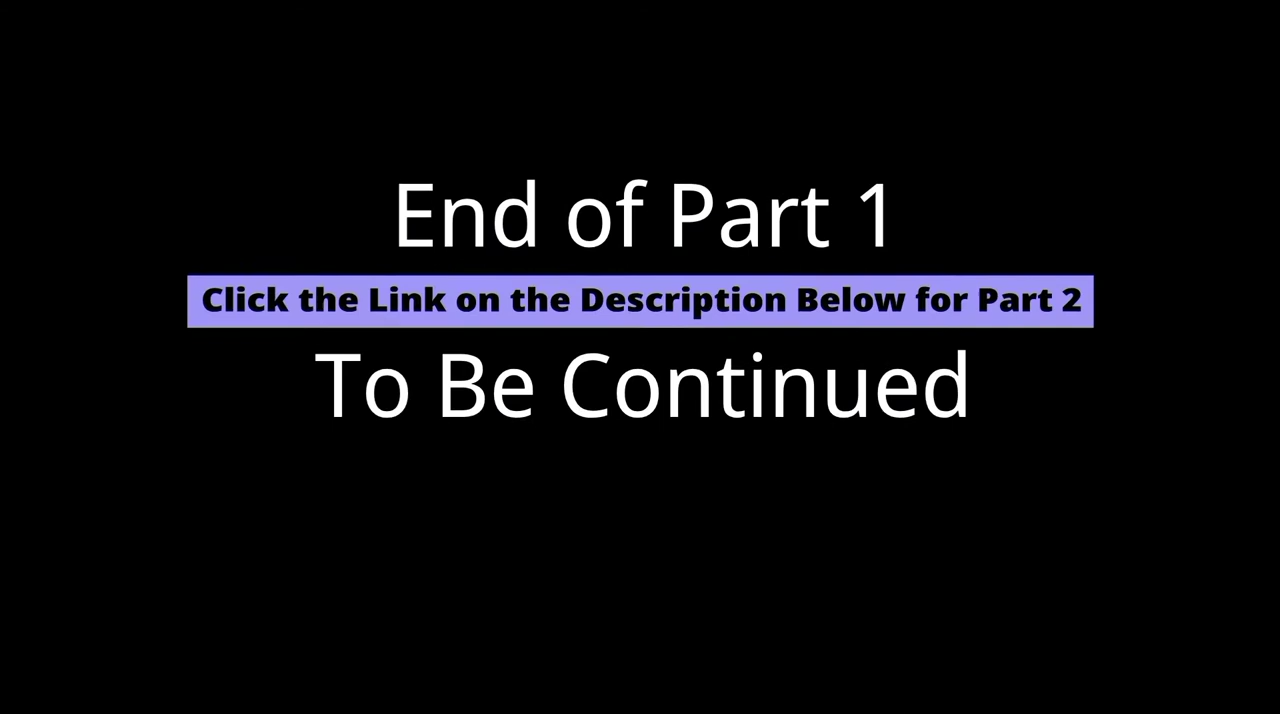 End of Part 1
Click the Link on the Description Below for Part 2
To Be Continued